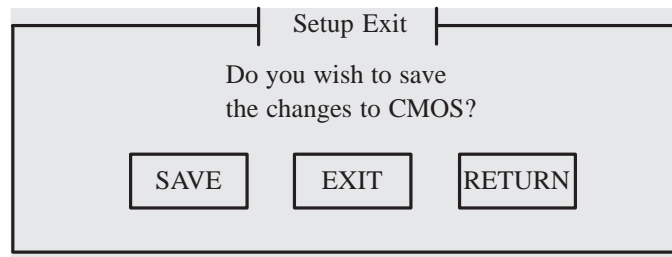 Setup Exit
Do you wish to save
the changes to CMOS?
SAVE EXIT RETURN